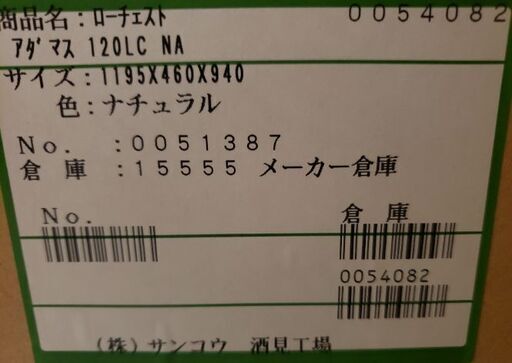 商品名：ﾛｰﾁｪｽﾄ 0054082
ｱﾀﾞﾏｽ 120LC NA
サイズ：1195X460X940
色：ナチュラル
No. ：0051387
倉 庫 ：15555 メーカー倉庫
No. 倉 庫
0054082
（株）サンコウ 酒見工場